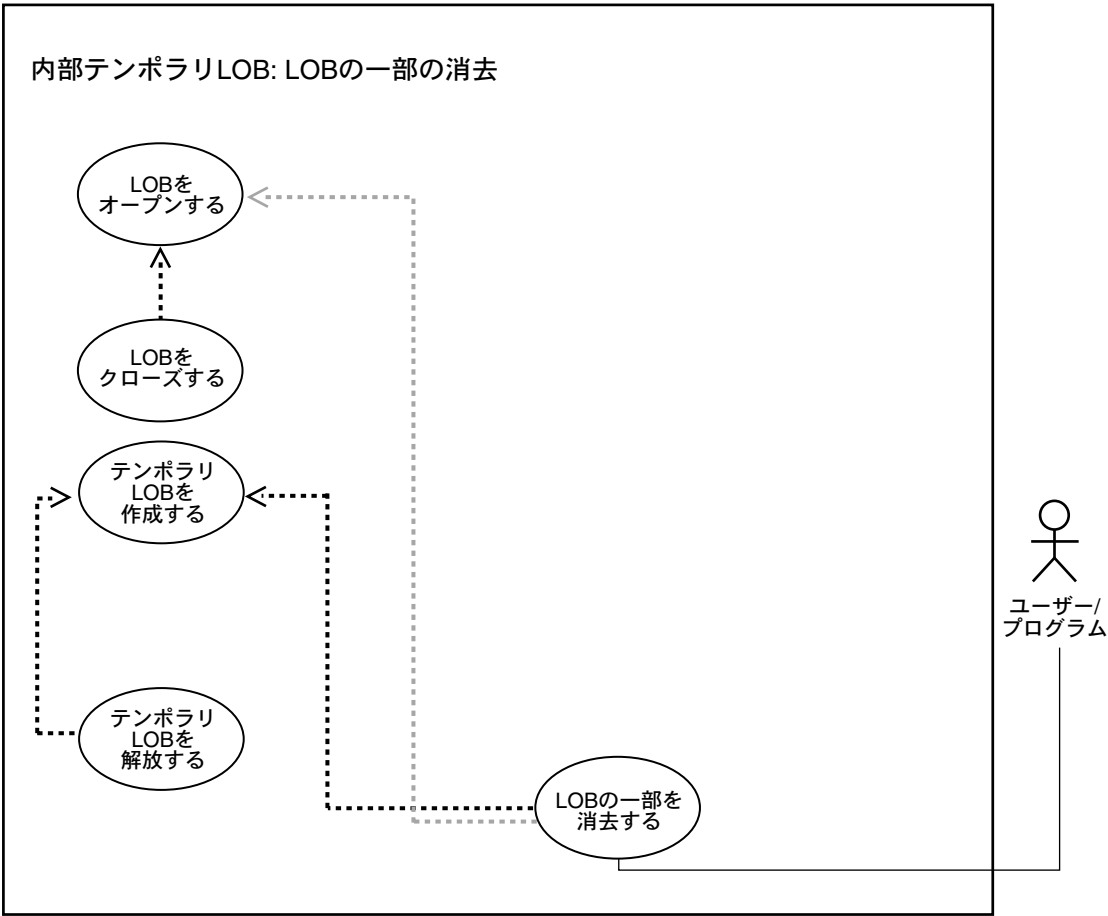 内部テンポラリLOB: LOBの一部の消去
LOBを
オープンする
LOBを
クローズする
テンポラリ
LOBを
作成する
ユーザー/
プログラム
テンポラリ
LOBを
解放する
LOBの一部を
消去する